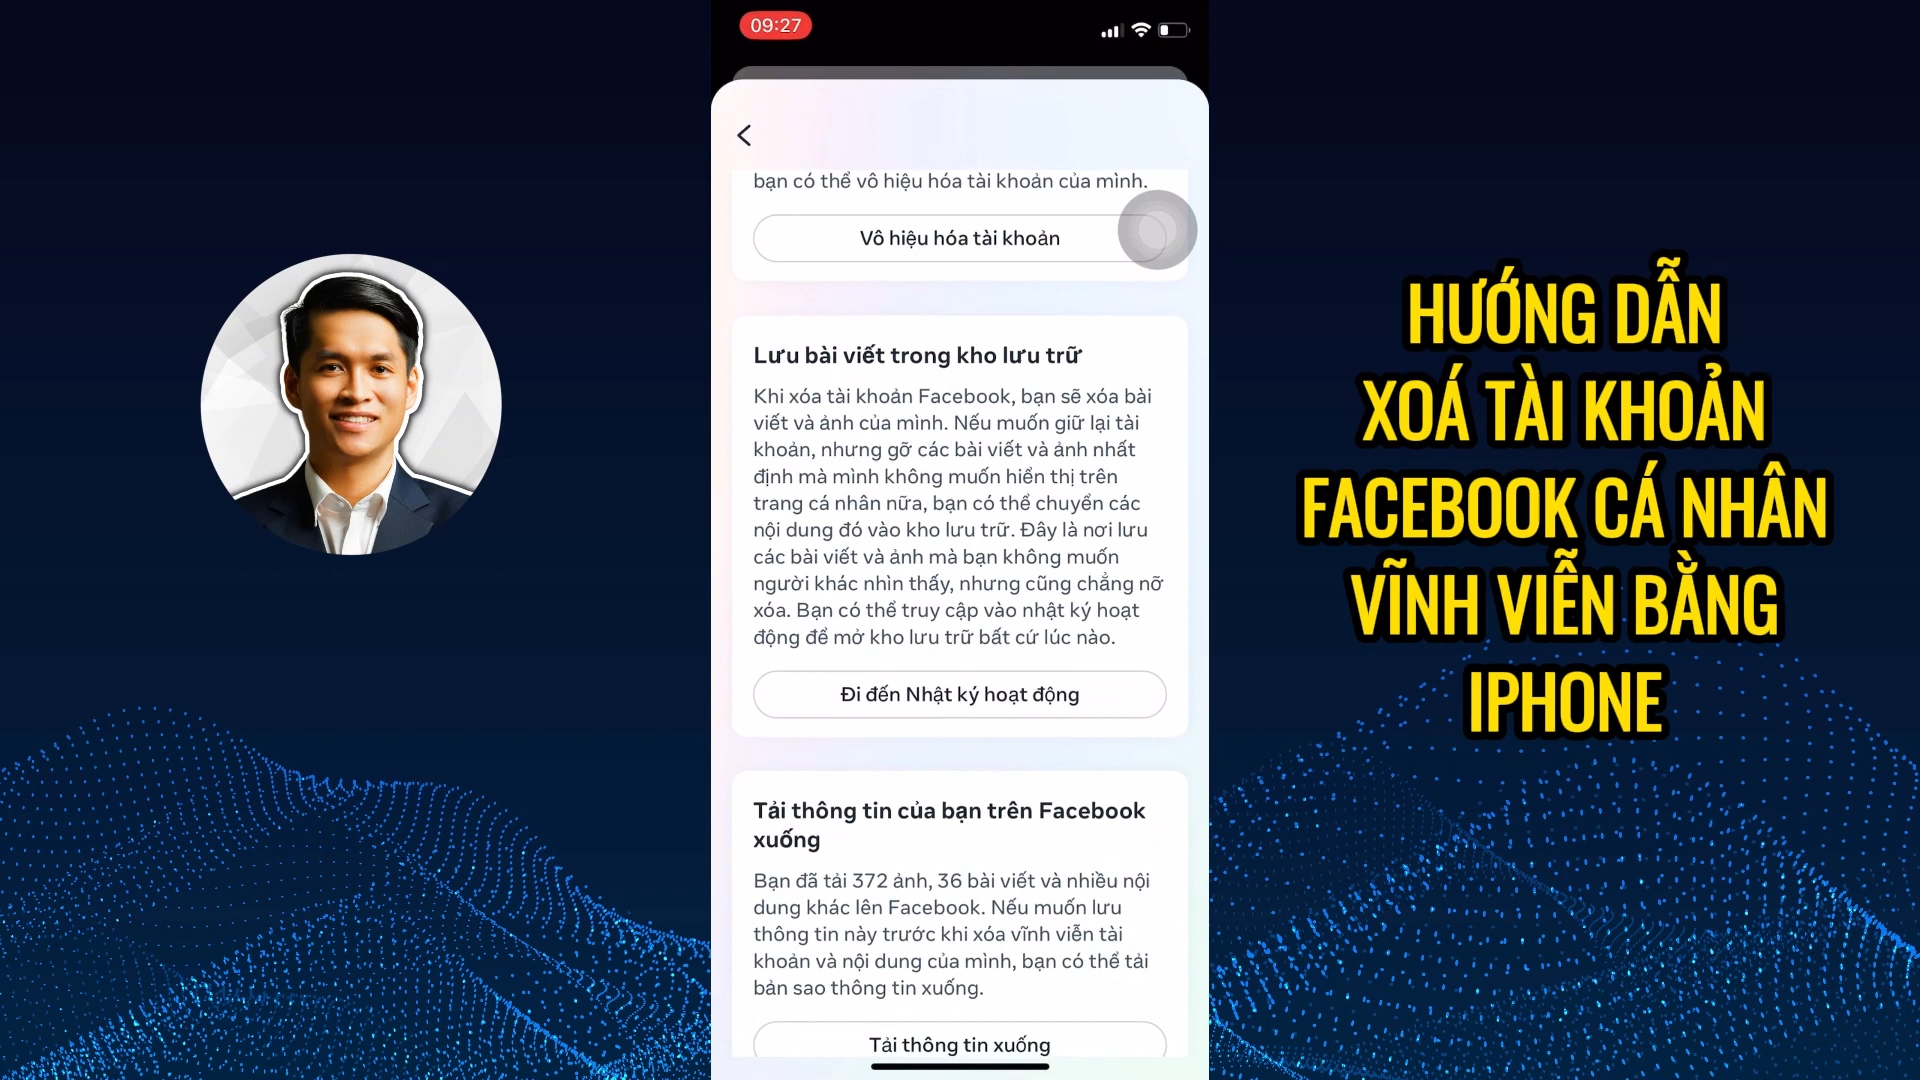 09:27
bạn có thể vô hiệu hóa tài khoản của mình.
Vô hiệu hóa tài khoản
Lưu bài viết trong kho lưu trữ
Khi xóa tài khoản Facebook, bạn sẽ xóa bài
viết và ảnh của mình. Nếu muốn giữ lại tài
khoản, nhưng gỡ các bài viết và ảnh nhất
định mà mình không muốn hiển thị trên
trang cá nhân nữa, bạn có thể chuyển các
nội dung đó vào kho lưu trữ. Đây là nơi lưu
các bài viết và ảnh mà bạn không muốn
người khác nhìn thấy, nhưng cũng chẳng nỡ
xóa. Bạn có thể truy cập vào nhật ký hoạt
động để mở kho lưu trữ bất cứ lúc nào.
Đi đến Nhật ký hoạt động
Tải thông tin của bạn trên Facebook
xuống
Bạn đã tải 372 ảnh, 36 bài viết và nhiều nội
dung khác lên Facebook. Nếu muốn lưu
thông tin này trước khi xóa vĩnh viễn tài
khoản và nội dung của mình, bạn có thể tải
bản sao thông tin xuống.
Tải thông tin xuống
HƯỚNG DẪN
XOÁ TÀI KHOẢN
FACEBOOK CÁ NHÂN
VĨNH VIỄN BẰNG
IPHONE